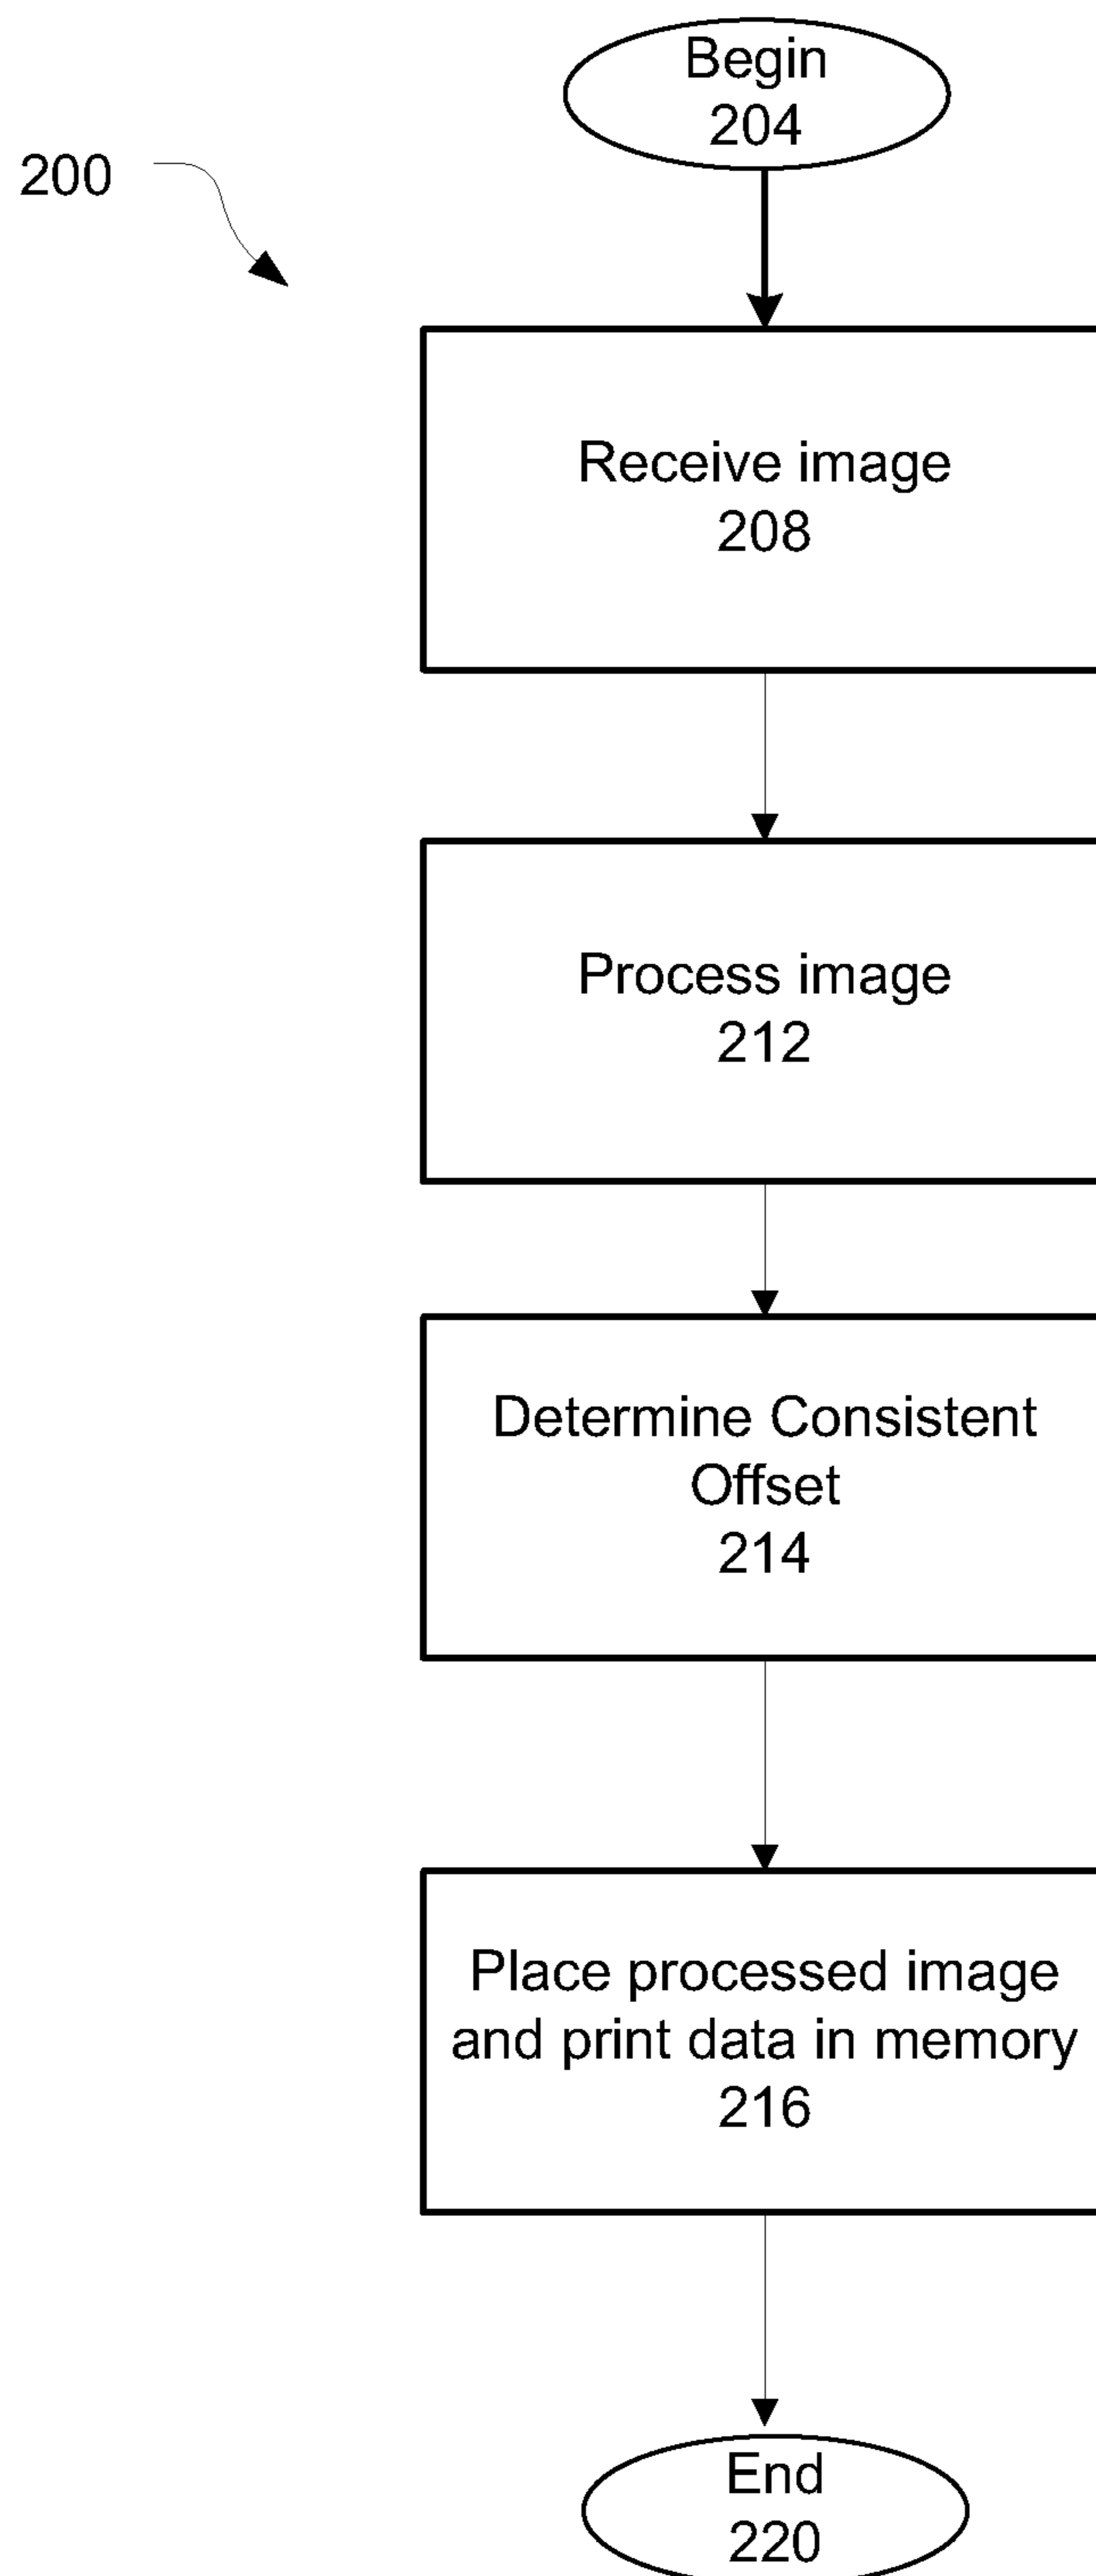 Begin
204
200
Receive image
208
Process image
212
Determine Consistent
Offset
214
Place processed image
and print data in memory
216
End
220